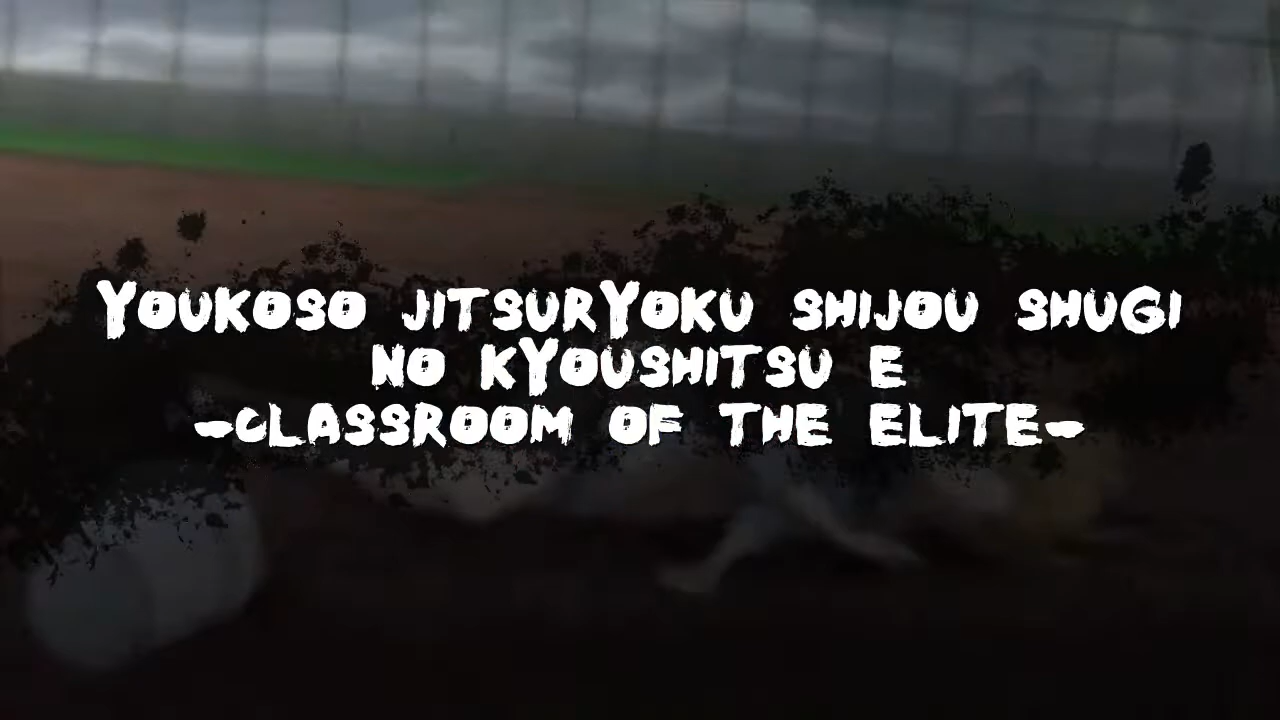 YOUKOSO JITSURYOKU SHIJOU SHUGI
NO KYOUSHITSU E
-CLASSROOM OF THE ELITE-